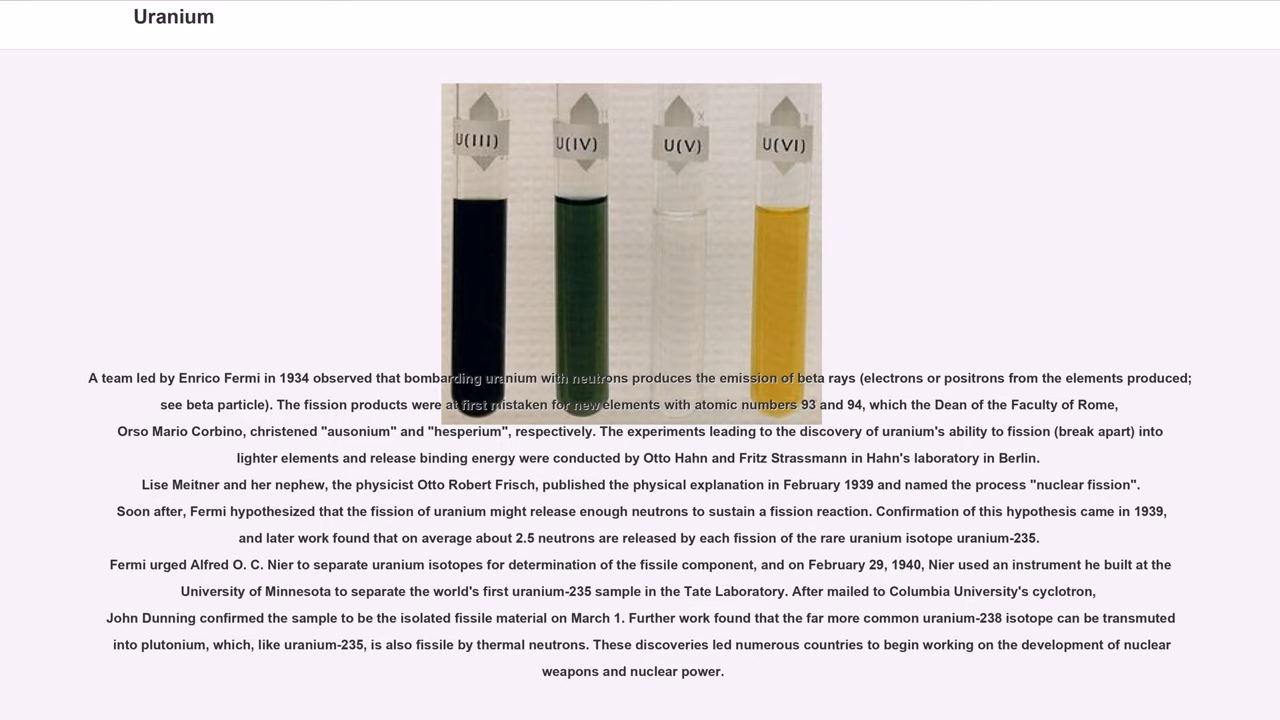 Uranium
U(III) U(IV) U(V) U(VI)
A team led by Enrico Fermi in 1934 observed that bombarding uranium with neutrons produces the emission of beta rays (electrons or positrons from the elements produced;
see beta particle). The fission products were at first mistaken for new elements with atomic numbers 93 and 94, which the Dean of the Faculty of Rome,
Orso Mario Corbino, christened "ausonium" and "hesperium", respectively. The experiments leading to the discovery of uranium's ability to fission (break apart) into
lighter elements and release binding energy were conducted by Otto Hahn and Fritz Strassmann in Hahn's laboratory in Berlin.
Lise Meitner and her nephew, the physicist Otto Robert Frisch, published the physical explanation in February 1939 and named the process "nuclear fission".
Soon after, Fermi hypothesized that the fission of uranium might release enough neutrons to sustain a fission reaction. Confirmation of this hypothesis came in 1939,
and later work found that on average about 2.5 neutrons are released by each fission of the rare uranium isotope uranium-235.
Fermi urged Alfred O. C. Nier to separate uranium isotopes for determination of the fissile component, and on February 29, 1940, Nier used an instrument he built at the
University of Minnesota to separate the world's first uranium-235 sample in the Tate Laboratory. After mailed to Columbia University's cyclotron,
John Dunning confirmed the sample to be the isolated fissile material on March 1. Further work found that the far more common uranium-238 isotope can be transmuted
into plutonium, which, like uranium-235, is also fissile by thermal neutrons. These discoveries led numerous countries to begin working on the development of nuclear
weapons and nuclear power.